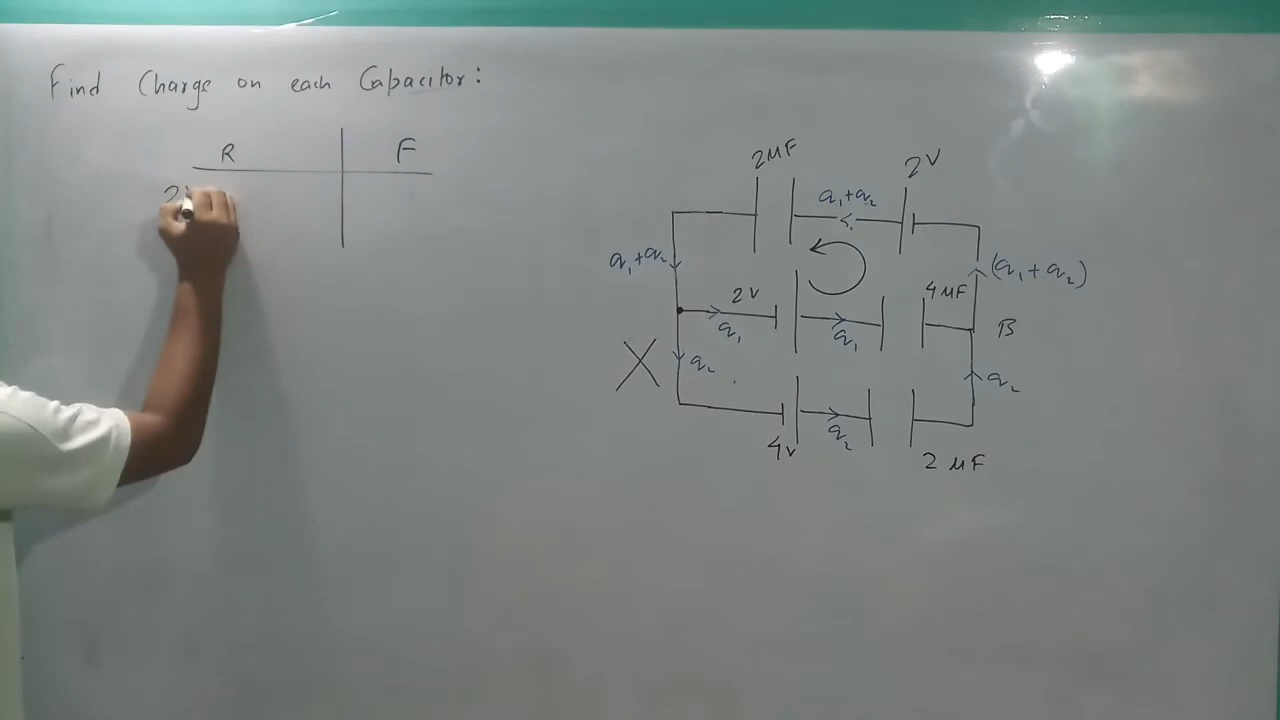 Find Charge on each Capacitor:
R F
2
2μF
2V
q₁+q₂
q₁+q₂
(q₁+q₂)
2V
4μF
q₁
q₁
B
X
q₂
q₂
q₂
4V
2μF